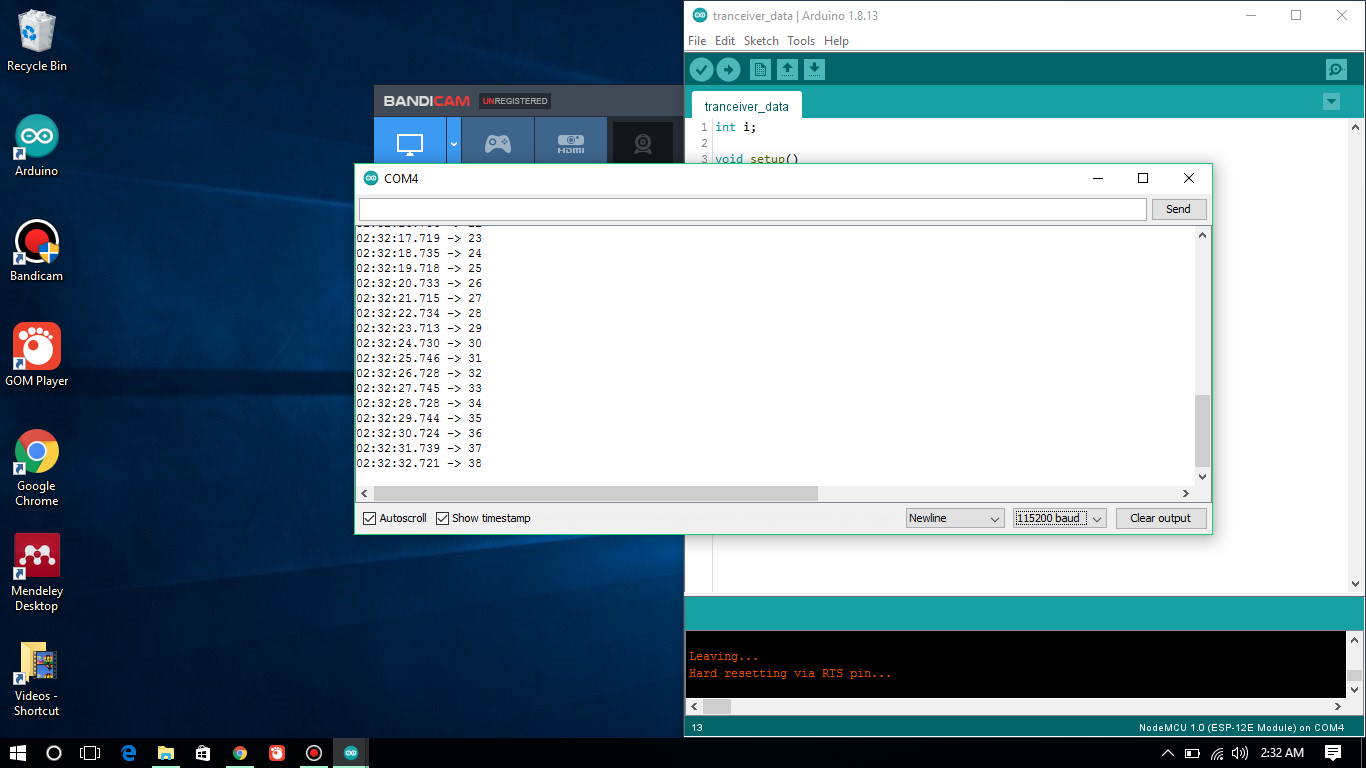 Recycle Bin
Arduino
Bandicam
GOM Player
Google
Chrome
Mendeley
Desktop
Videos -
Shortcut
BANDICAM UNREGISTERED
HDMI
tranceiver_data | Arduino 1.8.13
File Edit Sketch Tools Help
tranceiver_data
1 int i;
2
3 void setup()
COM4
Send
02:32:17.719 -> 23
02:32:18.735 -> 24
02:32:19.718 -> 25
02:32:20.733 -> 26
02:32:21.715 -> 27
02:32:22.734 -> 28
02:32:23.713 -> 29
02:32:24.730 -> 30
02:32:25.746 -> 31
02:32:26.728 -> 32
02:32:27.745 -> 33
02:32:28.728 -> 34
02:32:29.744 -> 35
02:32:30.724 -> 36
02:32:31.739 -> 37
02:32:32.721 -> 38
Autoscroll Show timestamp Newline 115200 baud Clear output
Leaving...
Hard resetting via RTS pin...
13 NodeMCU 1.0 (ESP-12E Module) on COM4
2:32 AM